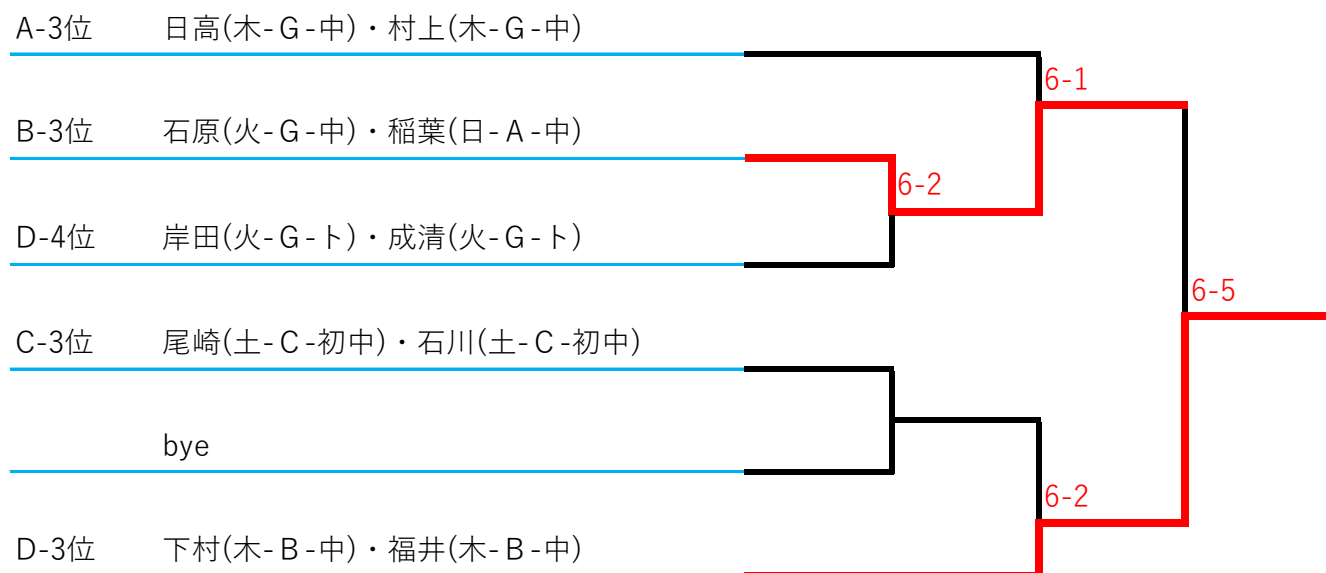 A-3位 日高(木-Ｇ-中)・村上(木-Ｇ-中)
6-1
B-3位 石原(火-Ｇ-中)・稲葉(日-Ａ-中)
6-2
D-4位 岸田(火-Ｇ-ト)・成清(火-Ｇ-ト)
6-5
C-3位 尾崎(土-Ｃ-初中)・石川(土-Ｃ-初中)
bye
6-2
D-3位 下村(木-Ｂ-中)・福井(木-Ｂ-中)